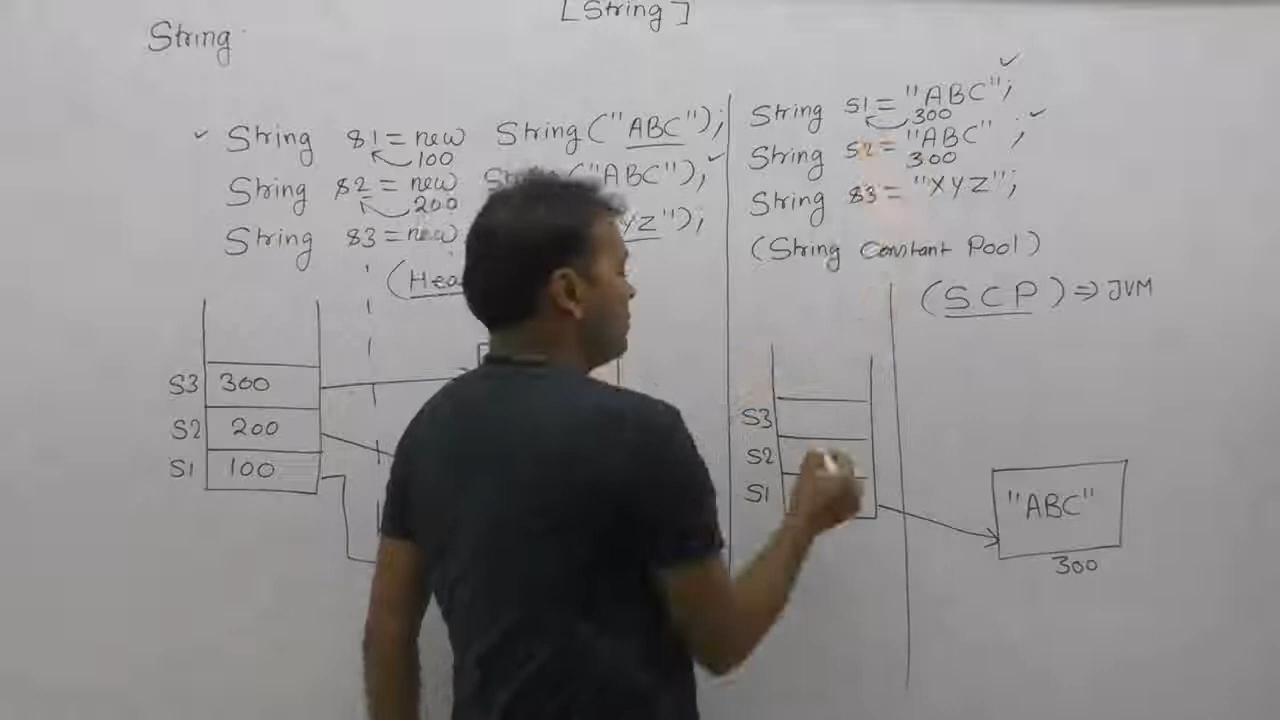 [String]
String
String S1 = new String("ABC");
100
String S2 = new ("ABC");
200
String S3 = new YZ");
(Hea
S3 300
S2 200
S1 100
String S1 = "ABC";
300
String S2 = "ABC" ;
300
String S3 = "XYZ";
(String Constant Pool)
(SCP) ⇒ JVM
S3
S2
S1
"ABC"
300